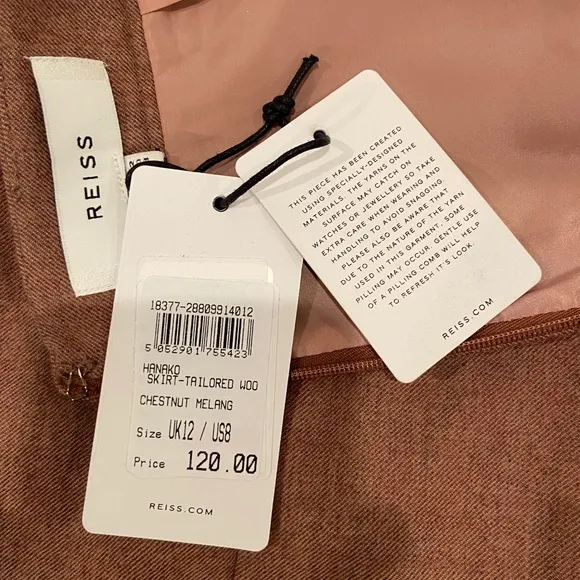 REISS
18377-28809914012
5 052901 755423
HANAKO
SKIRT-TAILORED WOO
CHESTNUT MELANG
Size UK12 / US8
Price 120.00
REISS.COM
THIS PIECE HAS BEEN CREATED
USING SPECIALLY-DESIGNED
MATERIALS. THE YARNS ON THE
SURFACE MAY CATCH ON
WATCHES OR JEWELLERY SO TAKE
EXTRA CARE WHEN WEARING AND
HANDLING TO AVOID SNAGGING.
PLEASE ALSO BE AWARE THAT
DUE TO THE NATURE OF THE YARN
USED IN THIS GARMENT, SOME
PILLING MAY OCCUR. GENTLE USE
OF A PILLING COMB WILL HELP
TO REFRESH IT'S LOOK.
REISS.COM